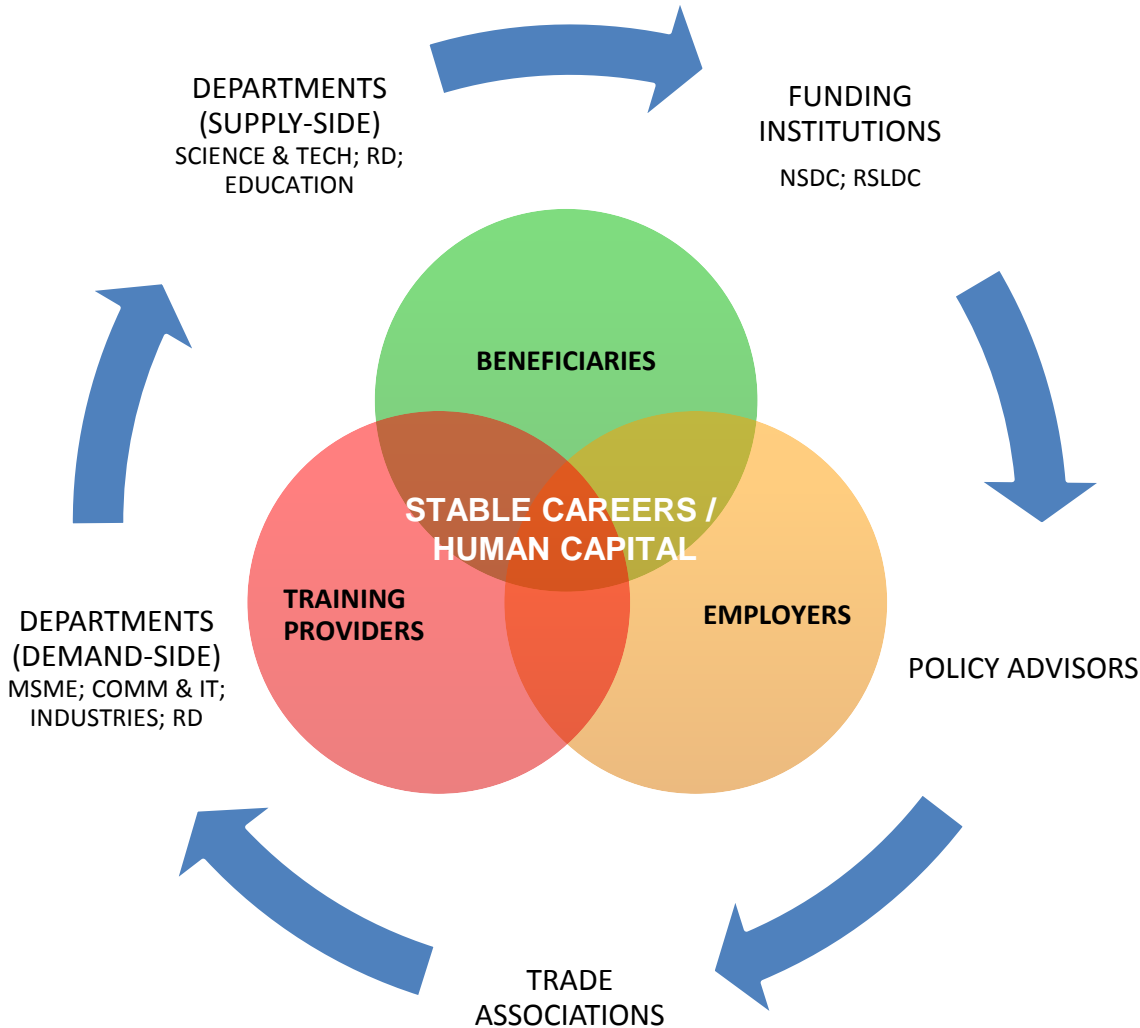 DEPARTMENTS
(SUPPLY-SIDE)
SCIENCE & TECH; RD;
EDUCATION
FUNDING
INSTITUTIONS
NSDC; RSLDC
BENEFICIARIES
STABLE CAREERS /
HUMAN CAPITAL
TRAINING
PROVIDERS
EMPLOYERS
DEPARTMENTS
(DEMAND-SIDE)
MSME; COMM & IT;
INDUSTRIES; RD
POLICY ADVISORS
TRADE
ASSOCIATIONS